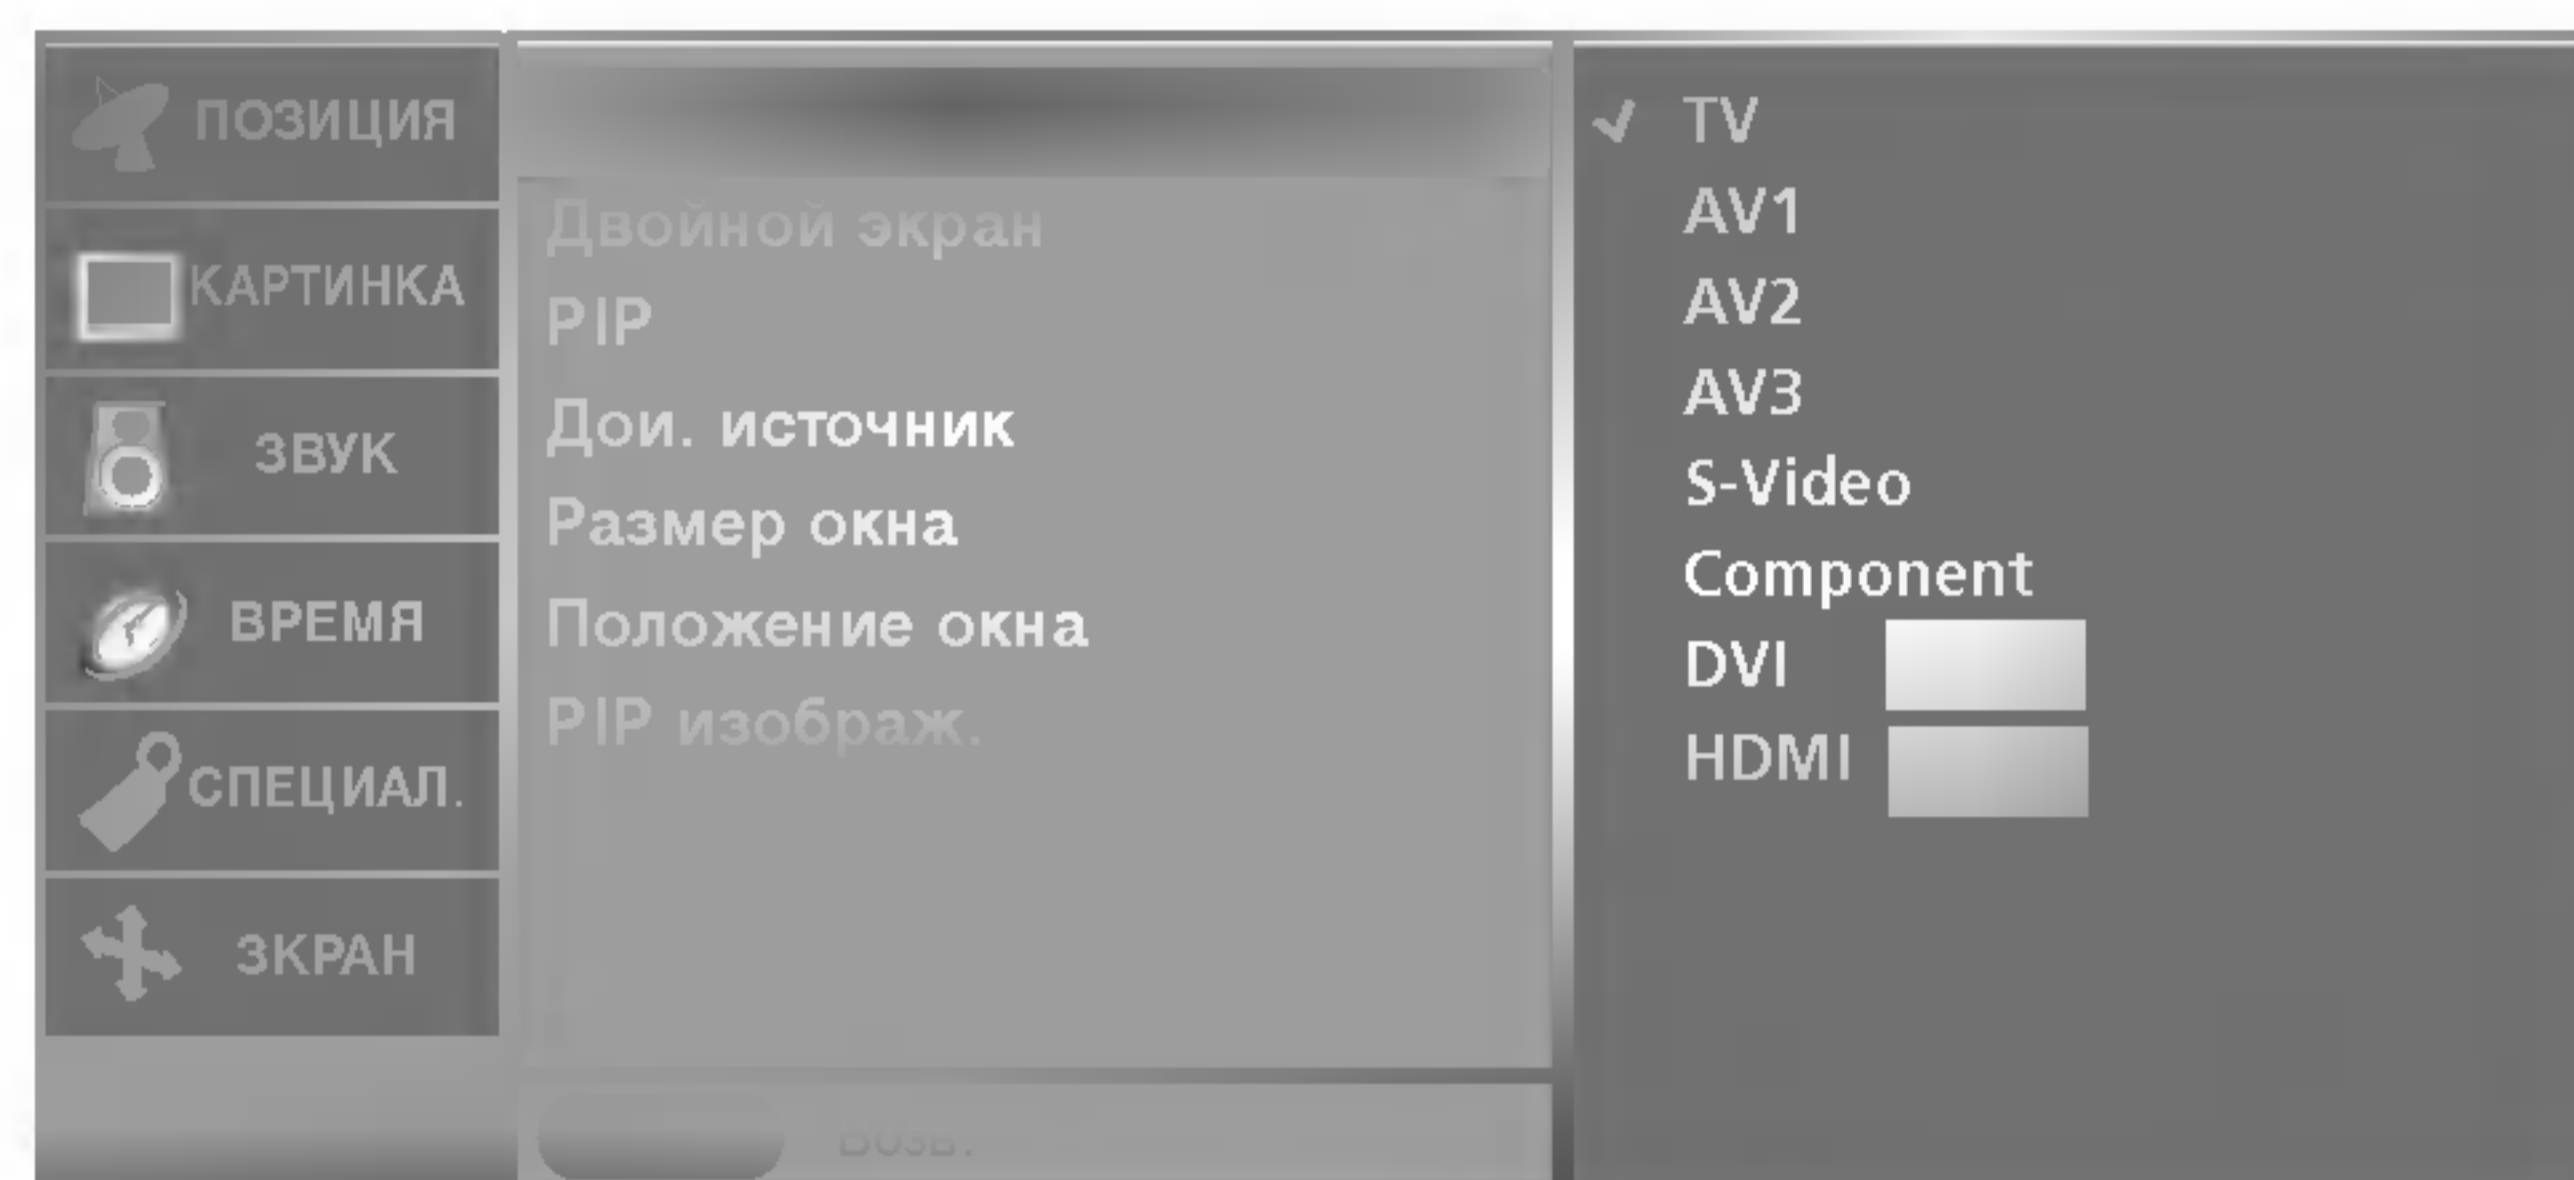 ПОЗИЦИЯ
КАРТИНКА
ЗВУК
ВРЕМЯ
СПЕЦИАЛ.
ЗКРАН
Двойной экран
PIP
Дои. источник
Размер окна
Положение окна
PIP изображ.
Возв.
TV
AV1
AV2
AV3
S-Video
Component
DVI
HDMI